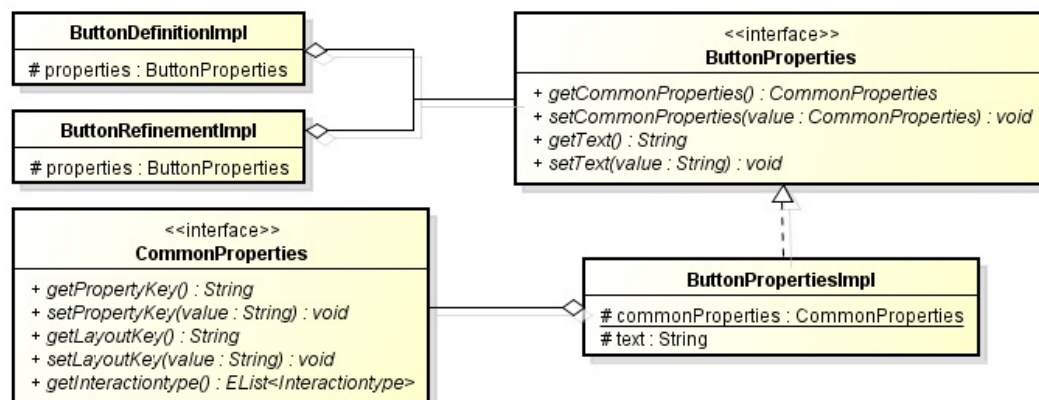 ButtonDefinitionImpl
# properties : ButtonProperties
ButtonRefinementImpl
# properties : ButtonProperties
<<interface>>
ButtonProperties
+ getCommonProperties() : CommonProperties
+ setCommonProperties(value : CommonProperties) : void
+ getText() : String
+ setText(value : String) : void
<<interface>>
CommonProperties
+ getPropertyKey() : String
+ setPropertyKey(value : String) : void
+ getLayoutKey() : String
+ setLayoutKey(value : String) : void
+ getInteractiontype() : EList<Interactiontype>
ButtonPropertiesImpl
# commonProperties : CommonProperties
# text : String